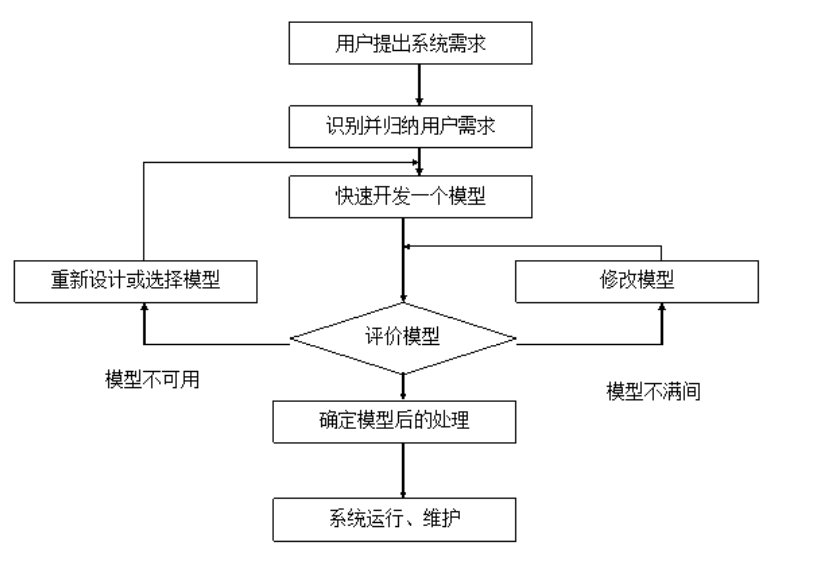 用户提出系统需求
识别并归纳用户需求
快速开发一个模型
重新设计或选择模型
修改模型
评价模型
模型不可用
模型不满间
确定模型后的处理
系统运行、维护